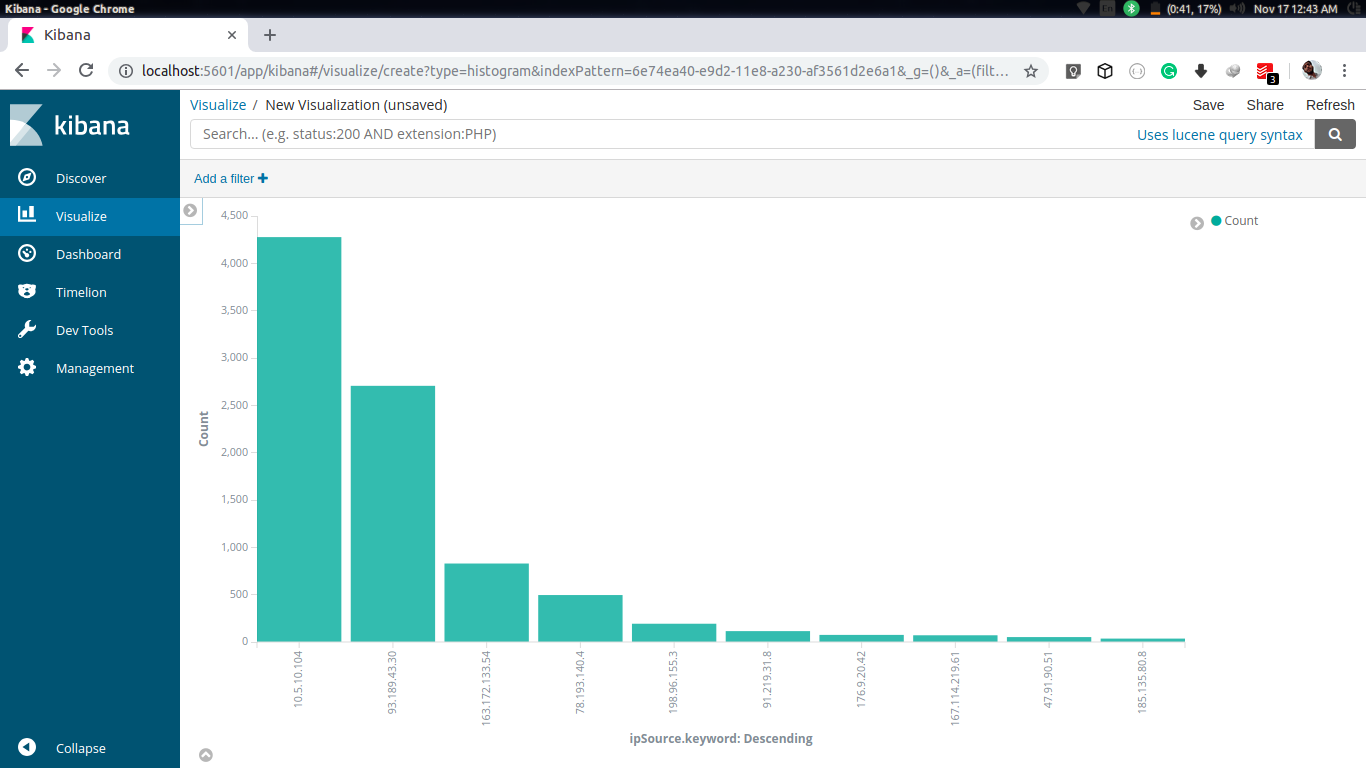 Kibana - Google Chrome
En
(0:41, 17%)
Nov 17 12:43 AM
Kibana
localhost:5601/app/kibana#/visualize/create?type=histogram&indexPattern=6e74ea40-e9d2-11e8-a230-af3561d2e6a1&_g=()&_a=(filt...
3
kibana
Discover
Visualize
Dashboard
Timelion
Dev Tools
Management
Collapse
Visualize / New Visualization (unsaved)
Save Share Refresh
Search... (e.g. status:200 AND extension:PHP)
Uses lucene query syntax
Add a filter
Count
4,500
4,000
3,500
3,000
2,500
2,000
1,500
1,000
500
0
Count
10.5.10.104
93.189.43.30
163.172.133.54
78.193.140.4
198.96.155.3
91.219.31.8
176.9.20.42
167.114.219.61
47.91.90.51
185.135.80.8
ipSource.keyword: Descending